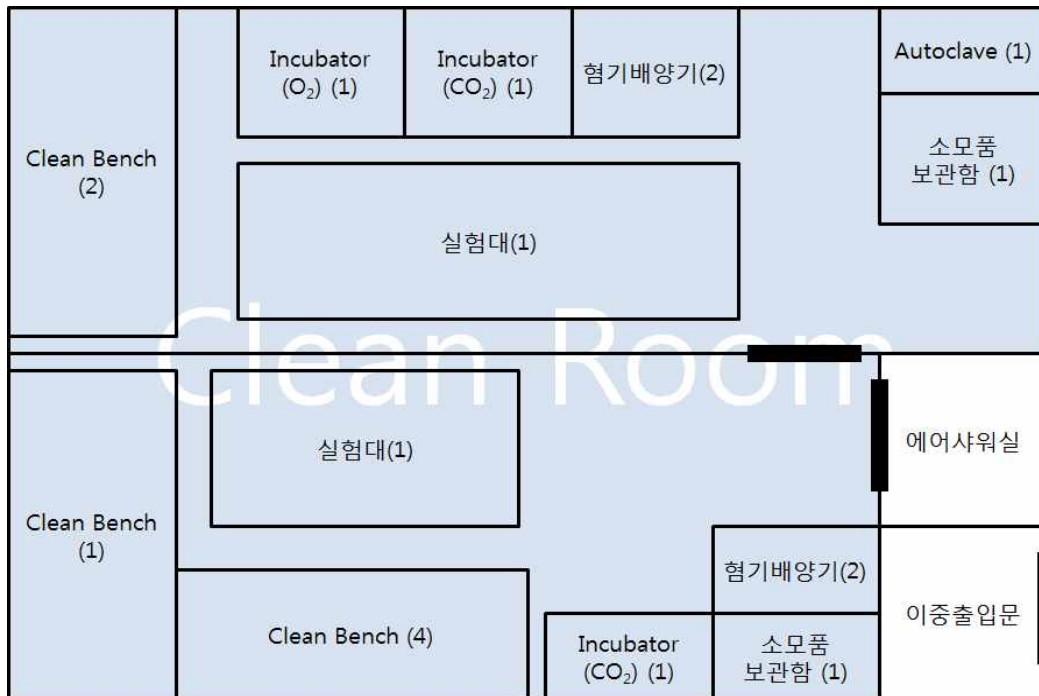 Incubator
(O₂) (1)
Incubator
(CO₂) (1)
혐기배양기(2)
Autoclave (1)
Clean Bench
(2)
소모품
보관함 (1)
실험대(1)
Clean Room
실험대(1)
에어샤워실
Clean Bench
(1)
혐기배양기(2)
이중출입문
Clean Bench (4)
Incubator
(CO₂) (1)
소모품
보관함 (1)